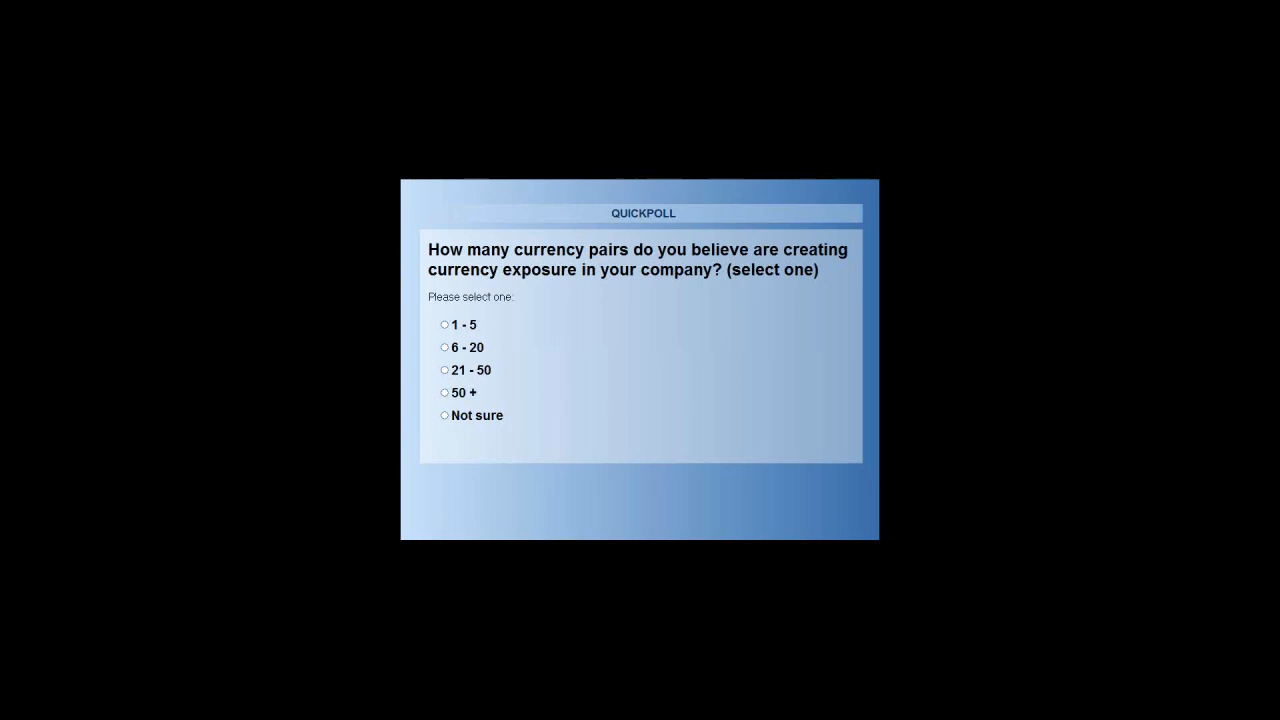 QUICKPOLL
How many currency pairs do you believe are creating
currency exposure in your company? (select one)
Please select one:
1 - 5
6 - 20
21 - 50
50 +
Not sure